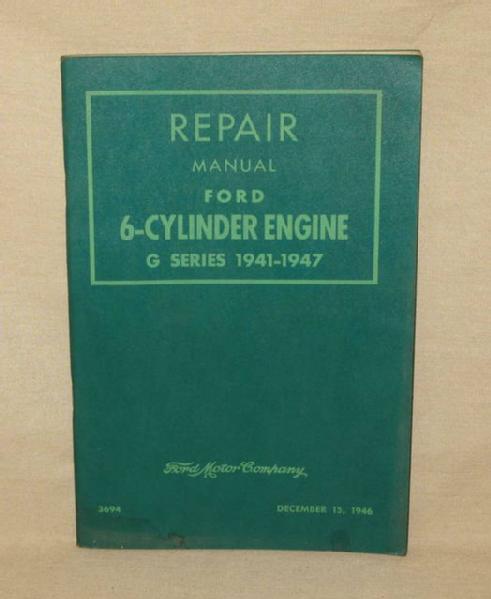 REPAIR
MANUAL
FORD
6-CYLINDER ENGINE
G SERIES 1941-1947
Ford Motor Company
3694
DECEMBER 15, 1946